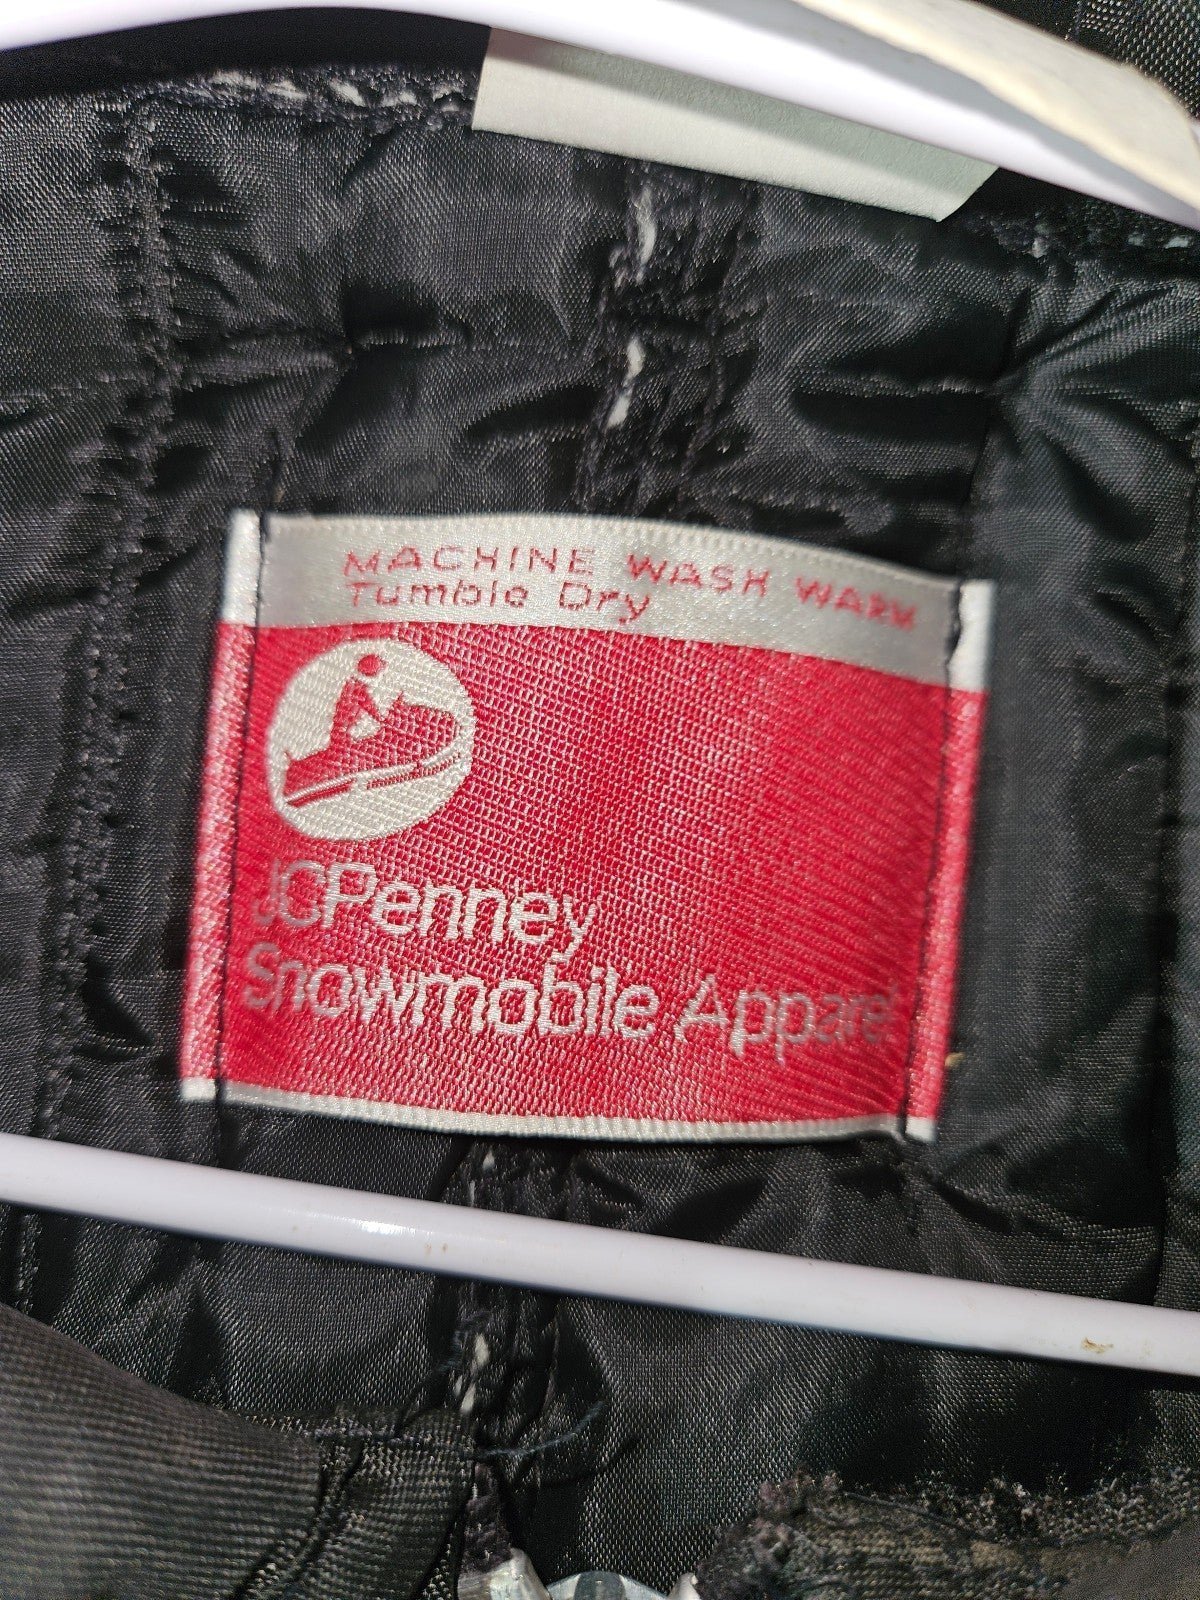 MACHINE WASH WARM
Tumble Dry
JCPenney
Snowmobile Apparel